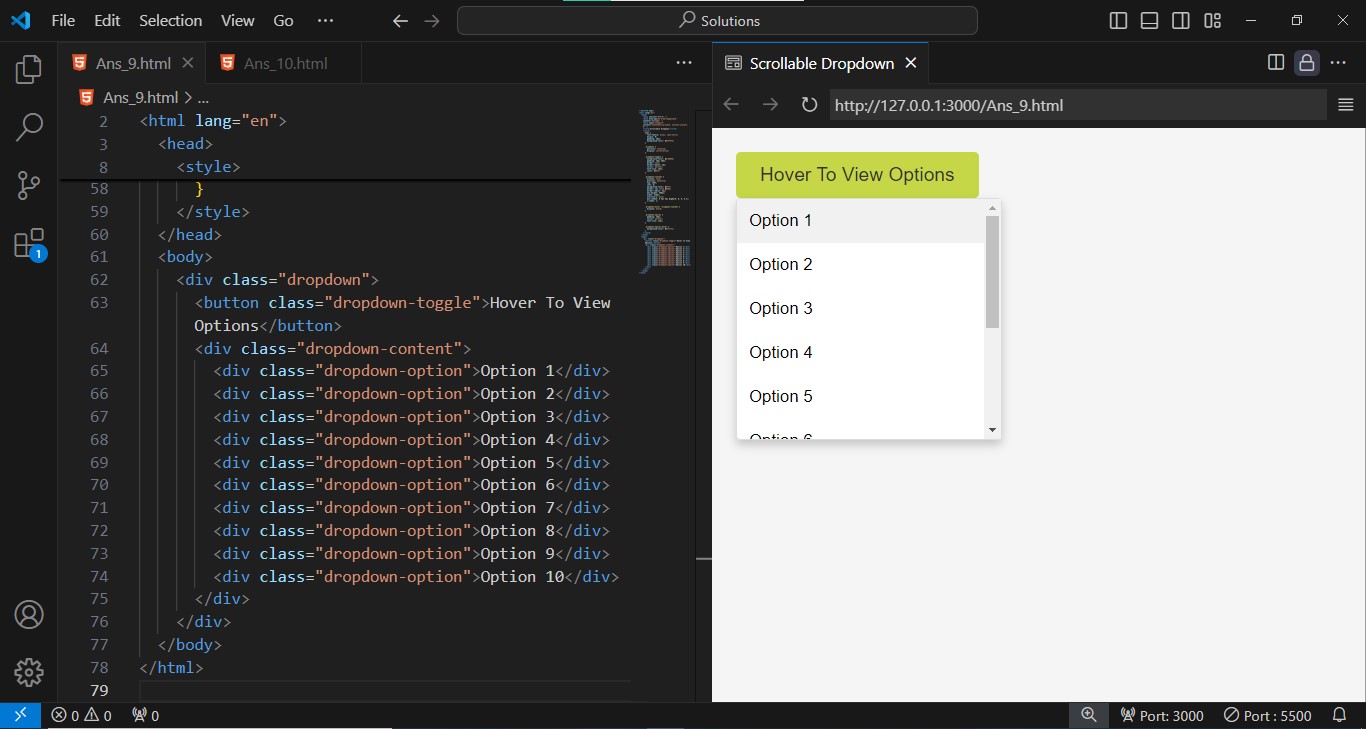 File Edit Selection View Go ...
Solutions
Ans_9.html
Ans_10.html
...
Scrollable Dropdown
...
Ans_9.html > ...
http://127.0.0.1:3000/Ans_9.html
2 <html lang="en">
3 <head>
8 <style>
58 }
59 </style>
60 </head>
61 <body>
62 <div class="dropdown">
63 <button class="dropdown-toggle">Hover To View
Options</button>
64 <div class="dropdown-content">
65 <div class="dropdown-option">Option 1</div>
66 <div class="dropdown-option">Option 2</div>
67 <div class="dropdown-option">Option 3</div>
68 <div class="dropdown-option">Option 4</div>
69 <div class="dropdown-option">Option 5</div>
70 <div class="dropdown-option">Option 6</div>
71 <div class="dropdown-option">Option 7</div>
72 <div class="dropdown-option">Option 8</div>
73 <div class="dropdown-option">Option 9</div>
74 <div class="dropdown-option">Option 10</div>
75 </div>
76 </div>
77 </body>
78 </html>
79
Hover To View Options
Option 1
Option 2
Option 3
Option 4
Option 5
Option 6
1
0 0 0
Port: 3000
Port : 5500